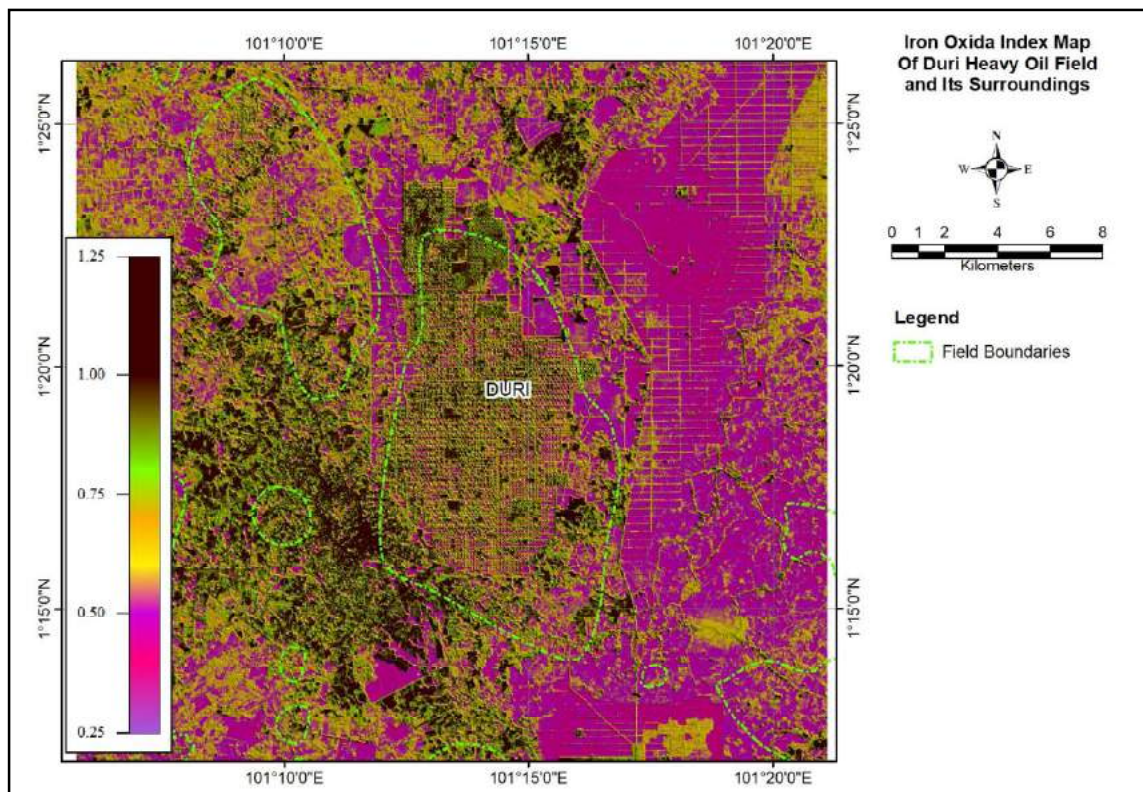 Iron Oxida Index Map
Of Duri Heavy Oil Field
and Its Surroundings
N
W E
S
0 1 2 4 6 8
Kilometers
Legend
Field Boundaries
101°10'0"E 101°15'0"E 101°20'0"E
1°25'0"N 1°25'0"N
1°20'0"N 1°20'0"N
1°15'0"N 1°15'0"N
DURI
1.25
1.00
0.75
0.50
0.25
101°10'0"E 101°15'0"E 101°20'0"E